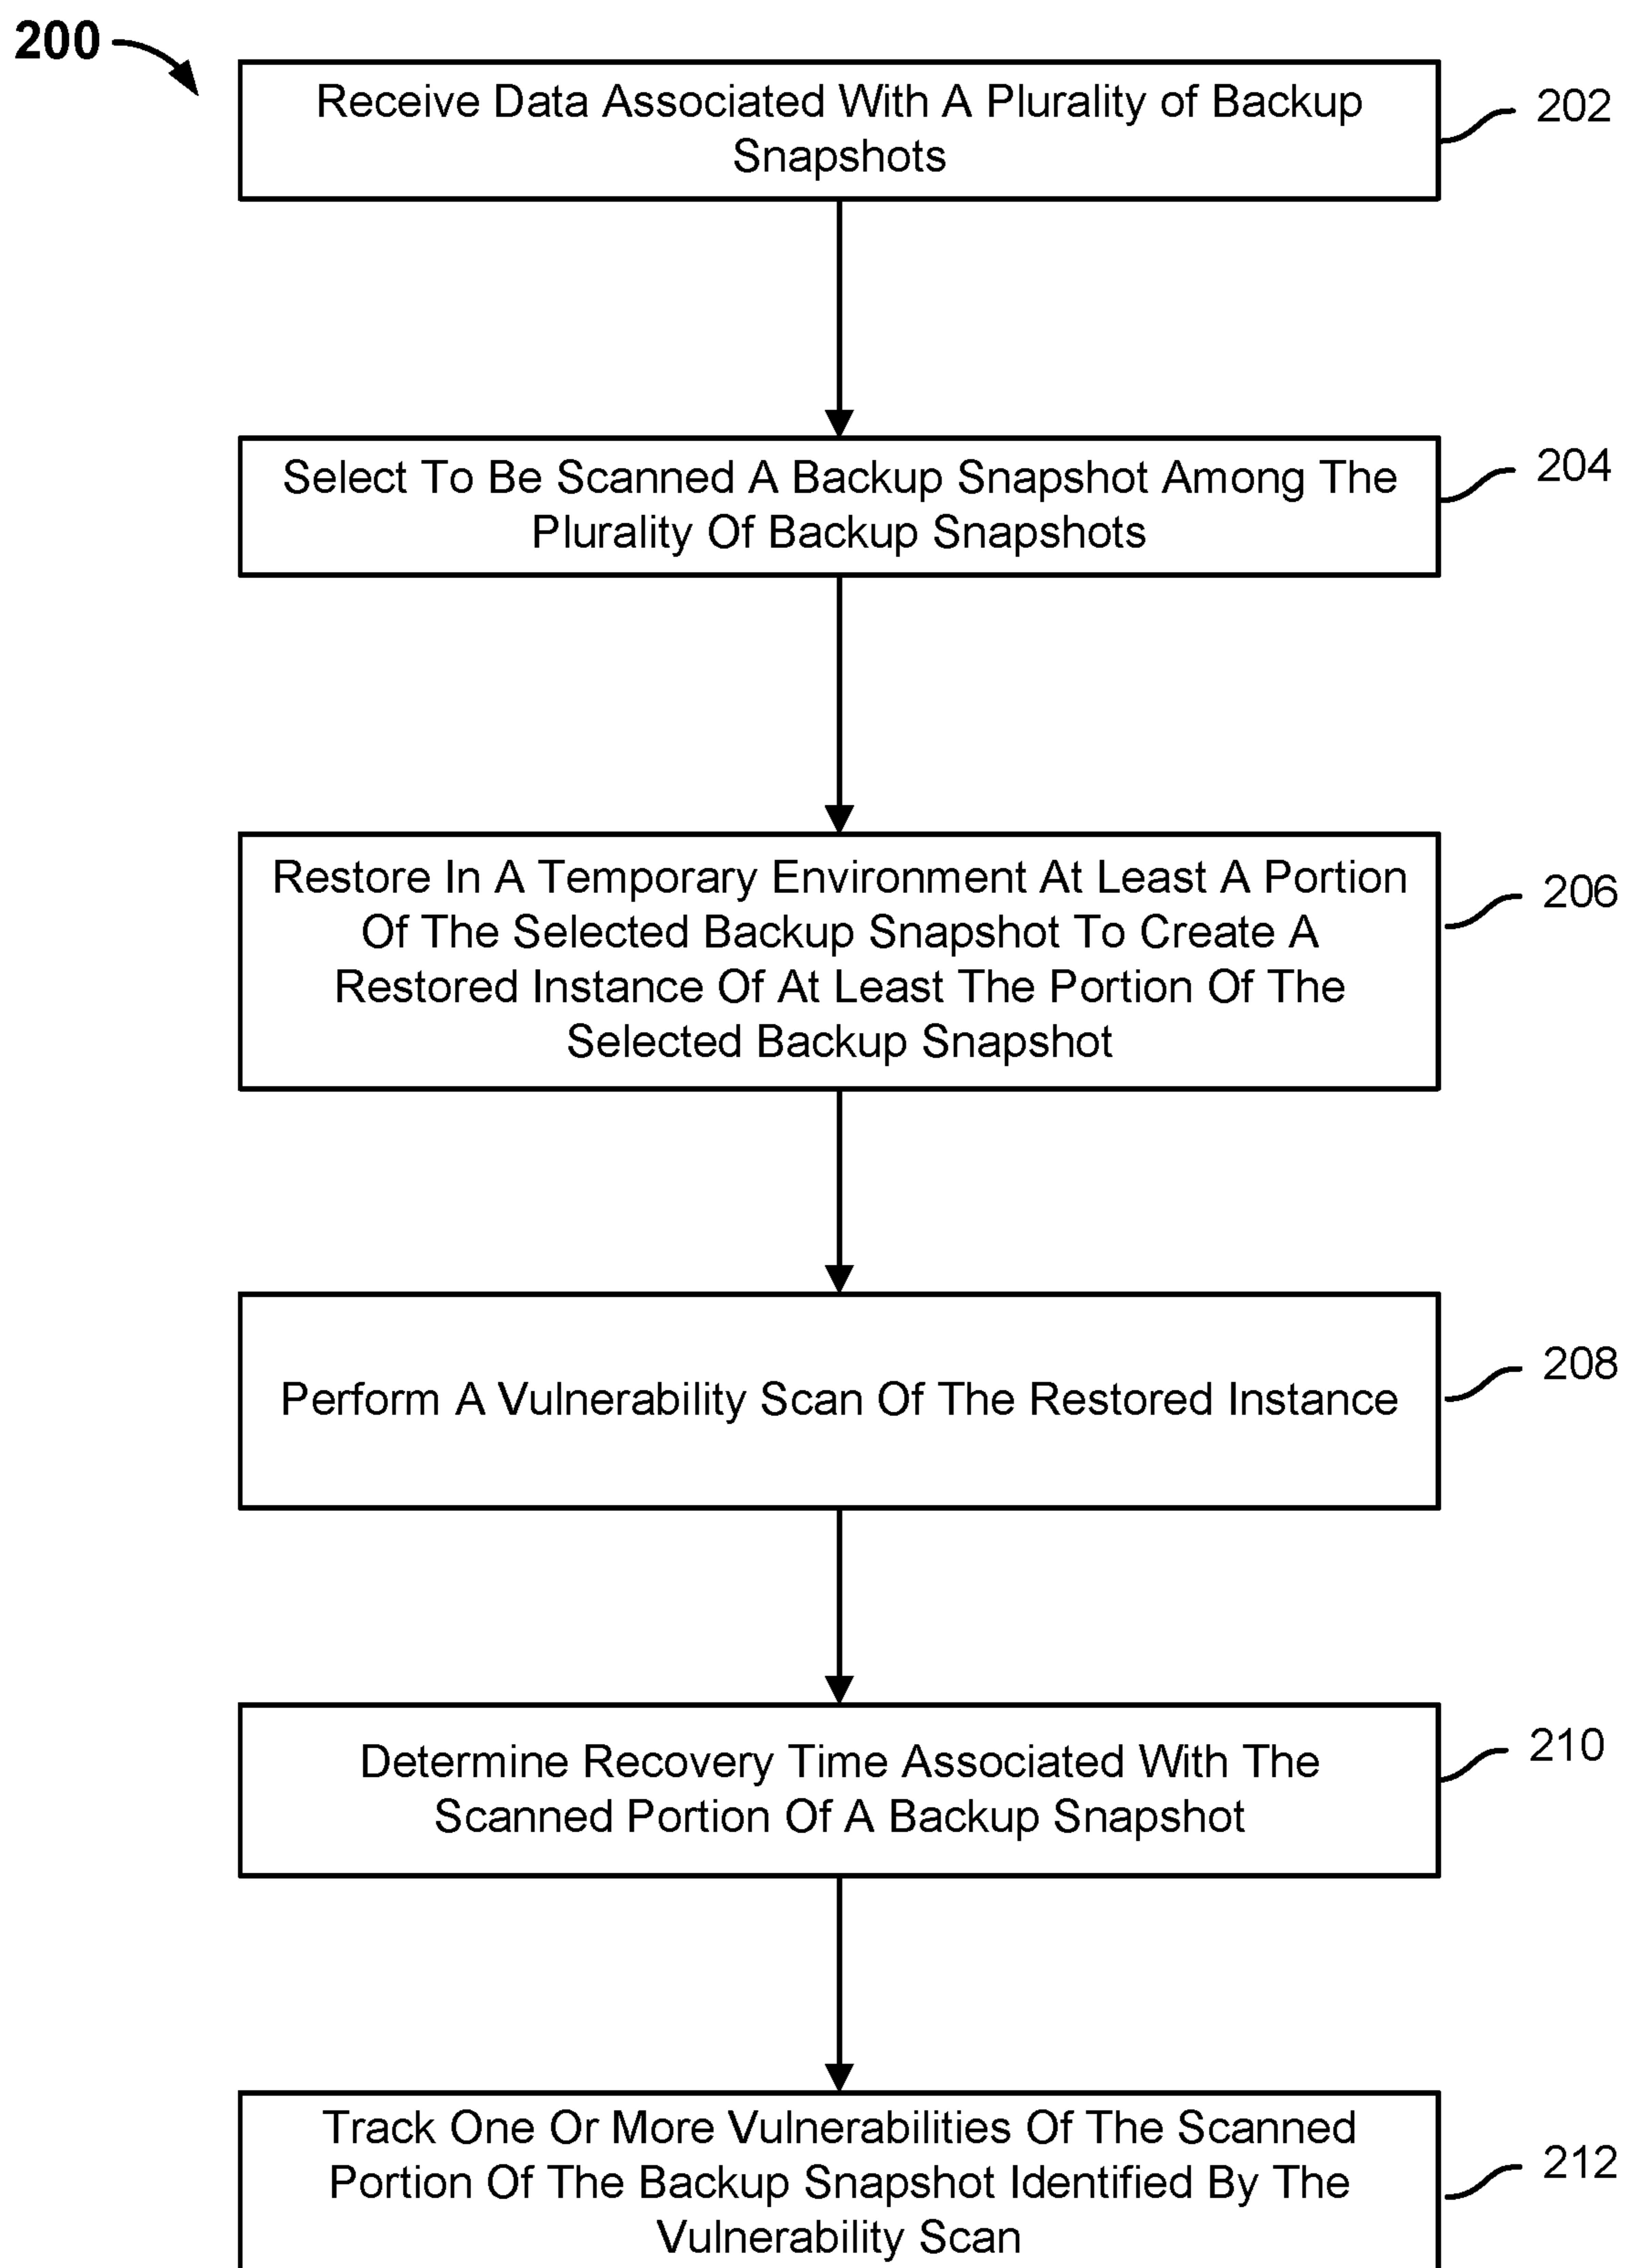 200
Receive Data Associated With A Plurality of Backup
Snapshots
202
Select To Be Scanned A Backup Snapshot Among The
Plurality Of Backup Snapshots
204
Restore In A Temporary Environment At Least A Portion
Of The Selected Backup Snapshot To Create A
Restored Instance Of At Least The Portion Of The
Selected Backup Snapshot
206
Perform A Vulnerability Scan Of The Restored Instance
208
Determine Recovery Time Associated With The
Scanned Portion Of A Backup Snapshot
210
Track One Or More Vulnerabilities Of The Scanned
Portion Of The Backup Snapshot Identified By The
Vulnerability Scan
212